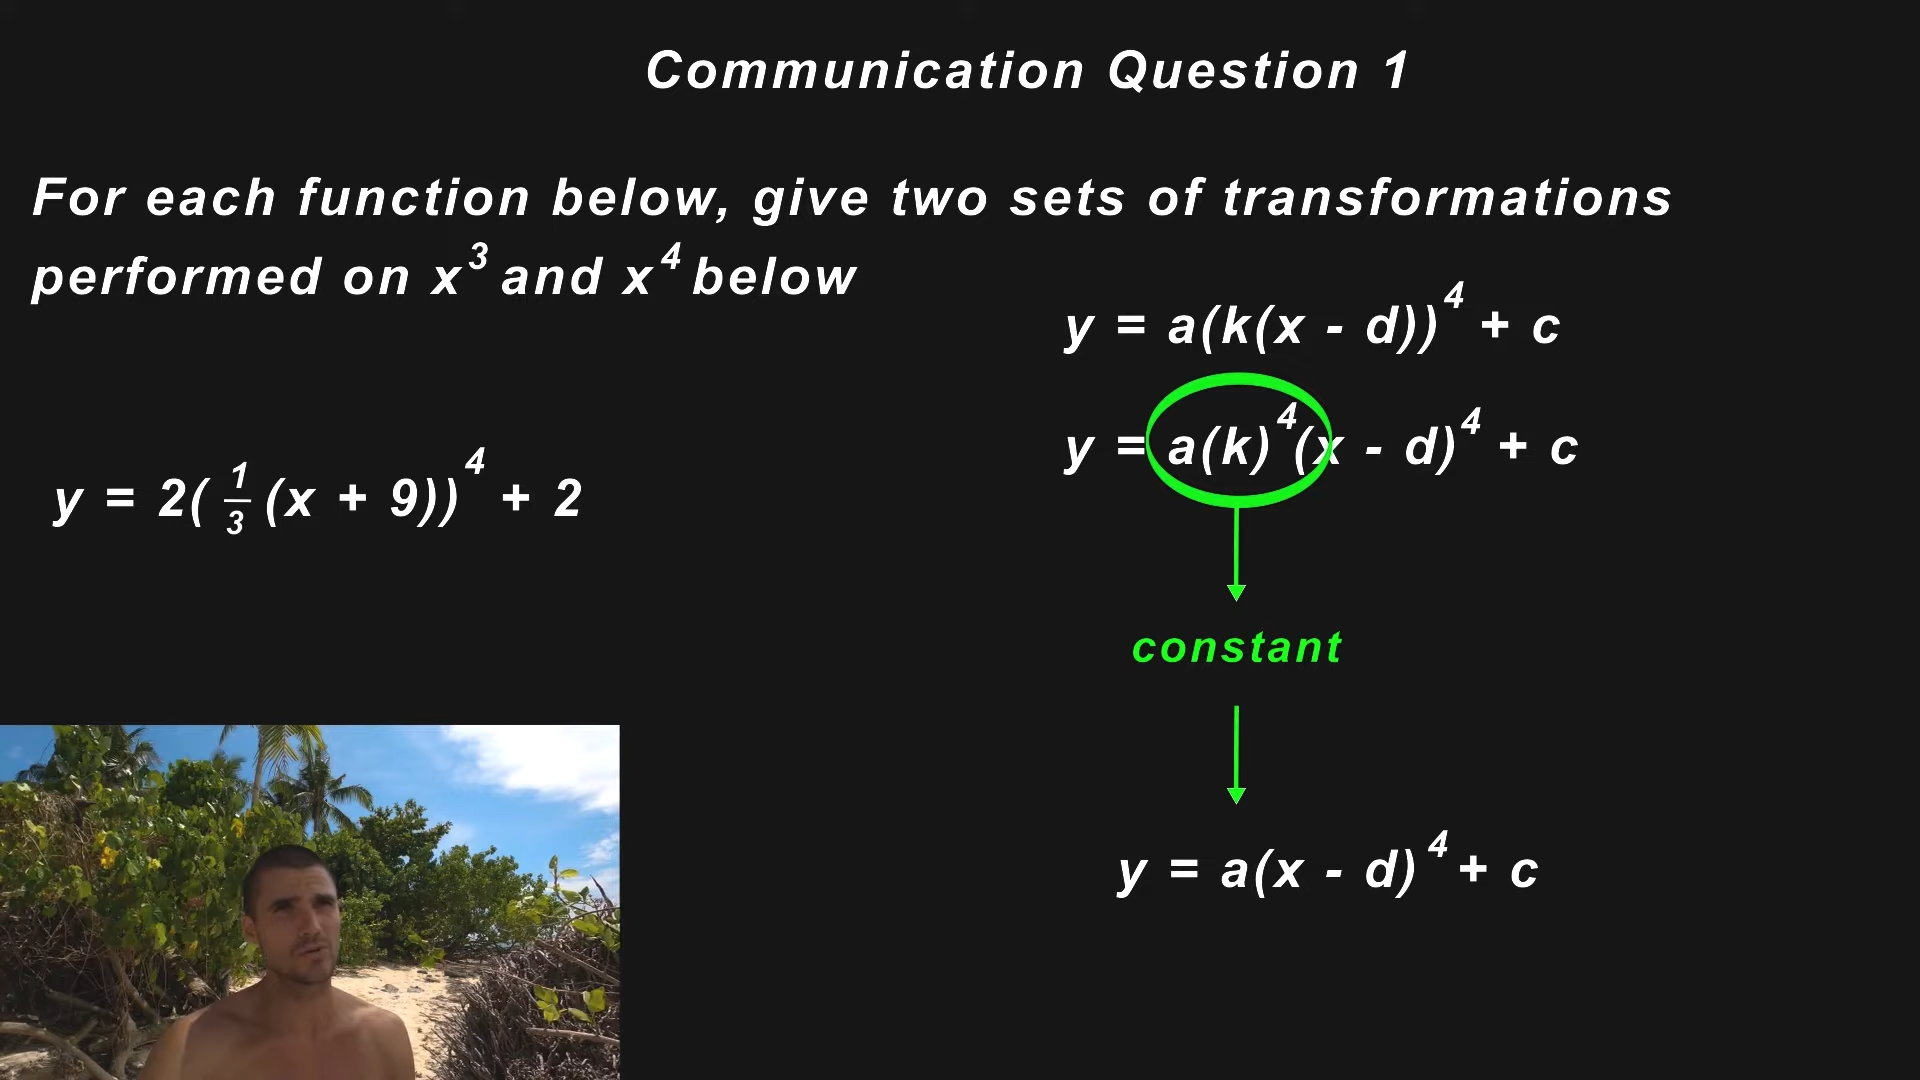 Communication Question 1
For each function below, give two sets of transformations
performed on x³ and x⁴ below
y = a(k(x - d))⁴ + c
y = a(k)⁴(x - d)⁴ + c
y = 2(1/3(x + 9))⁴ + 2
constant
y = a(x - d)⁴ + c